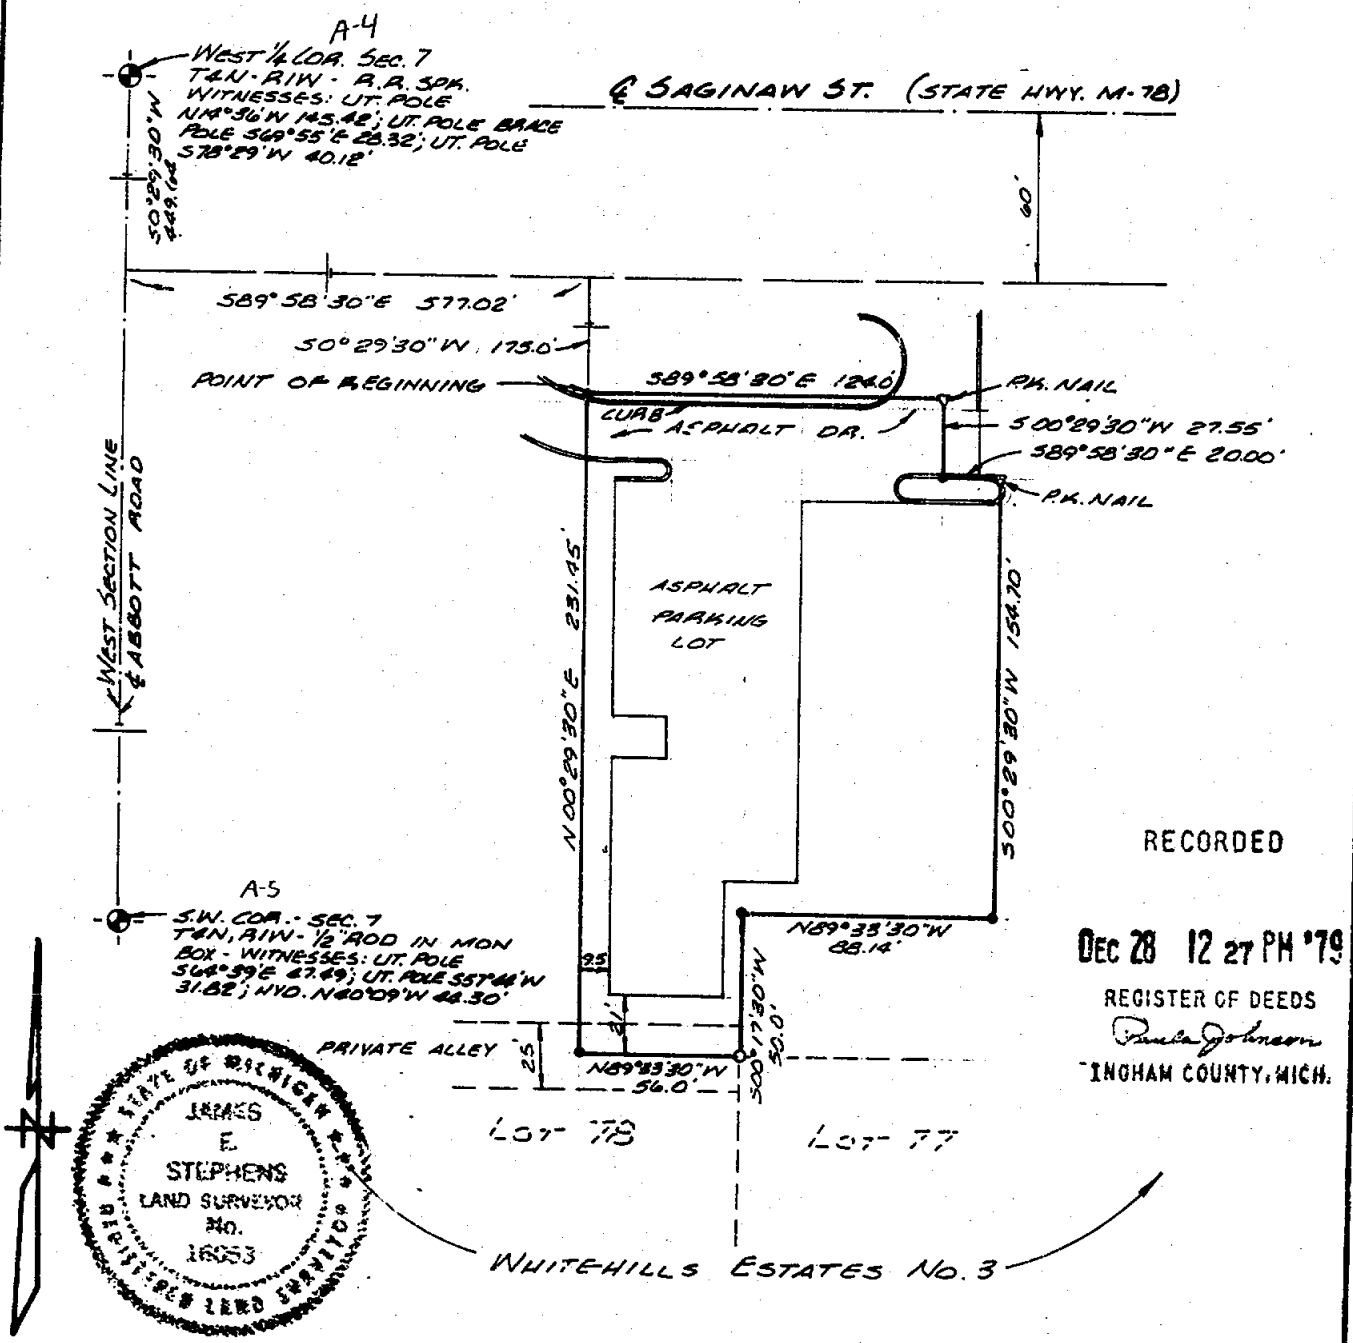 A-4
WEST 1/4 COR. SEC. 7
T4N-R1W - R.R. SPK.
WITNESSES: UT. POLE
N14°36'W 145.42'; UT. POLE BRACE
POLE S69°55'E 28.32'; UT. POLE
S78°29'W 40.12'
℄ SAGINAW ST. (STATE HWY. M-78)
S0°29'30"W
449.164
60'
S89°58'30"E 577.02'
S0°29'30"W 175.0'
POINT OF BEGINNING
S89°58'30"E 124.0'
P.K. NAIL
CURB
ASPHALT DR.
S00°29'30"W 27.55'
S89°58'30"E 20.00'
P.K. NAIL
WEST SECTION LINE
℄ ABBOTT ROAD
ASPHALT
PARKING
LOT
N00°29'30"E 231.45'
S00°29'30"W 154.70'
RECORDED
A-5
S.W. COR. - SEC. 7
T4N, R1W - 1/2" ROD IN MON
BOX - WITNESSES: UT. POLE
S64°39'E 47.49'; UT. POLE S57°44'W
31.82'; HYD. N40°09'W 44.30'
9.5
N89°33'30"W
88.14'
DEC 28 12 27 PM '79
REGISTER OF DEEDS
Paula Johnson
INGHAM COUNTY, MICH.
S00°17'30"W
50.0'
PRIVATE ALLEY
25'
21'
N89°33'30"W
56.0'
LOT 78
LOT 77
STATE OF MICHIGAN
JAMES
E.
STEPHENS
LAND SURVEYOR
No.
16053
REGISTERED LAND SURVEYOR
WHITEHILLS ESTATES NO. 3